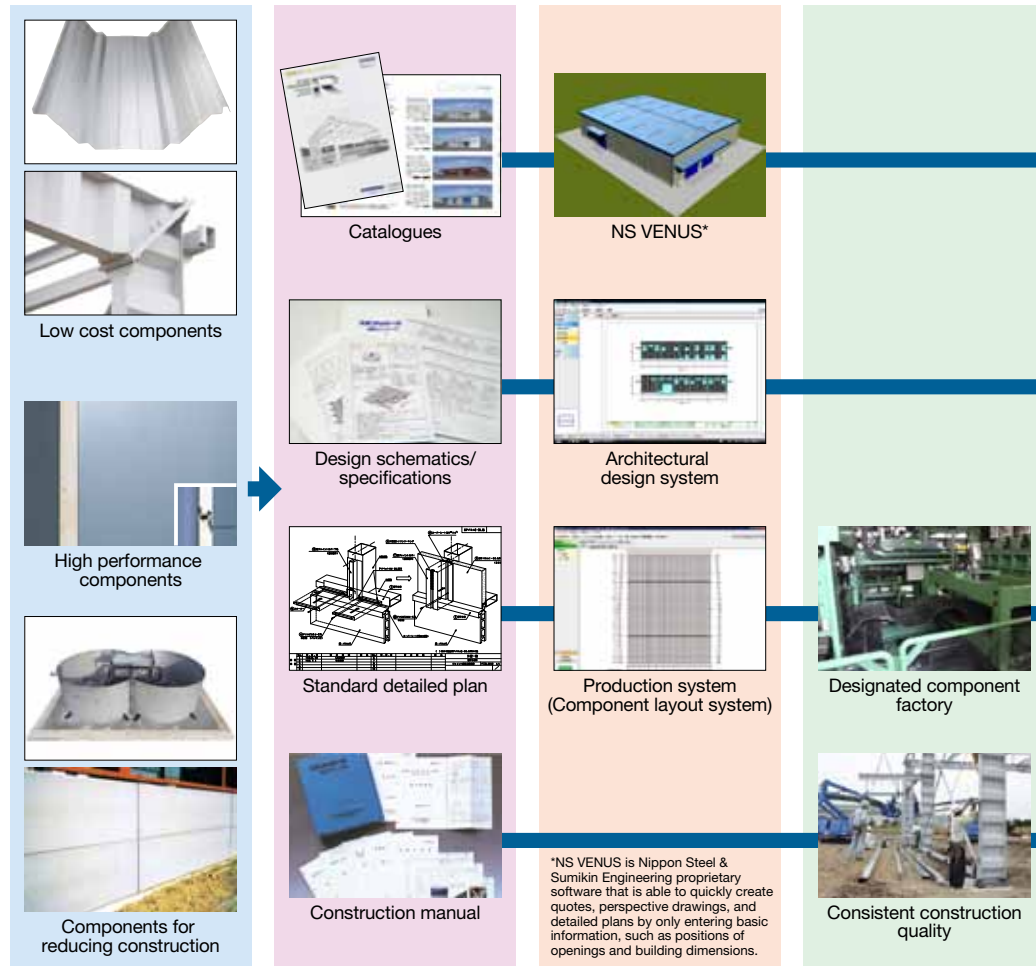 Low cost components
High performance
components
Components for
reducing construction
Catalogues
Design schematics/
specifications
Standard detailed plan
Construction manual
NS VENUS*
Architectural
design system
Production system
(Component layout system)
*NS VENUS is Nippon Steel &
Sumikin Engineering proprietary
software that is able to quickly create
quotes, perspective drawings, and
detailed plans by only entering basic
information, such as positions of
openings and building dimensions.
Designated component
factory
Consistent construction
quality